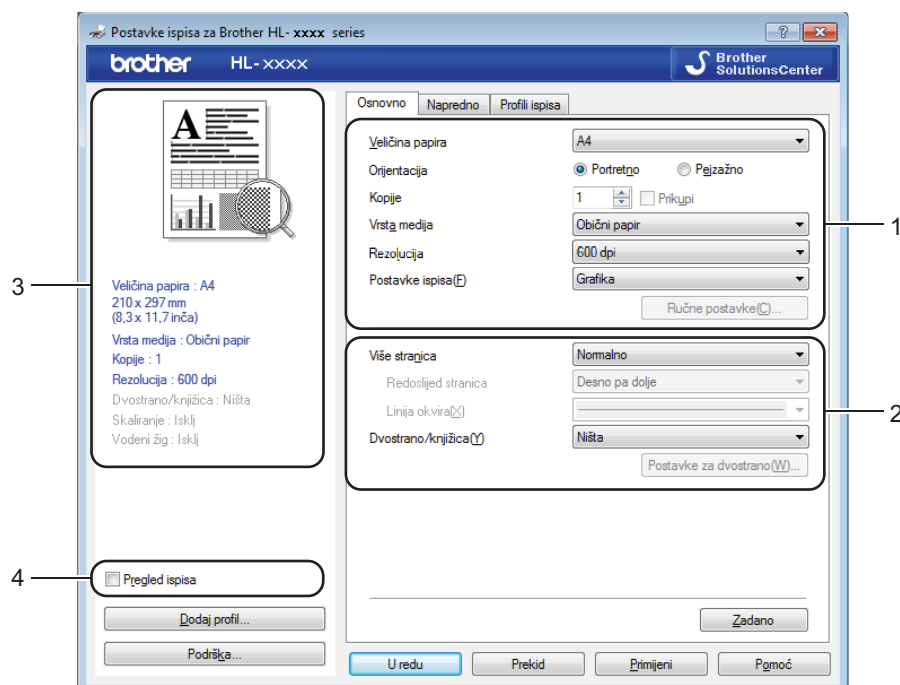 Postavke ispisa za Brother HL- xxxx series
brother HL- xxxx
Brother
SolutionsCenter
Osnovno Napredno Profili ispisa
A
Veličina papira A4
Orijentacija Portretno Pejzažno
Kopije 1 Prikupi
Vrsta medija Obični papir
Rezolucija 600 dpi
Postavke ispisa(F) Grafika
Ručne postavke(C)...
1
3
Veličina papira : A4
210 x 297 mm
(8,3 x 11,7 inča)
Vrsta medija : Obični papir
Kopije : 1
Rezolucija : 600 dpi
Dvostrano/knjižica : Ništa
Skaliranje : Isklj
Vodeni žig : Isklj
Više stranica Normalno
Redoslijed stranica Desno pa dolje
Linija okvira(X)
Dvostrano/knjižica(Y) Ništa
Postavke za dvostrano(W)...
2
4
Pregled ispisa
Dodaj profil...
Podrška...
Zadano
U redu Prekid Primijeni Pomoć